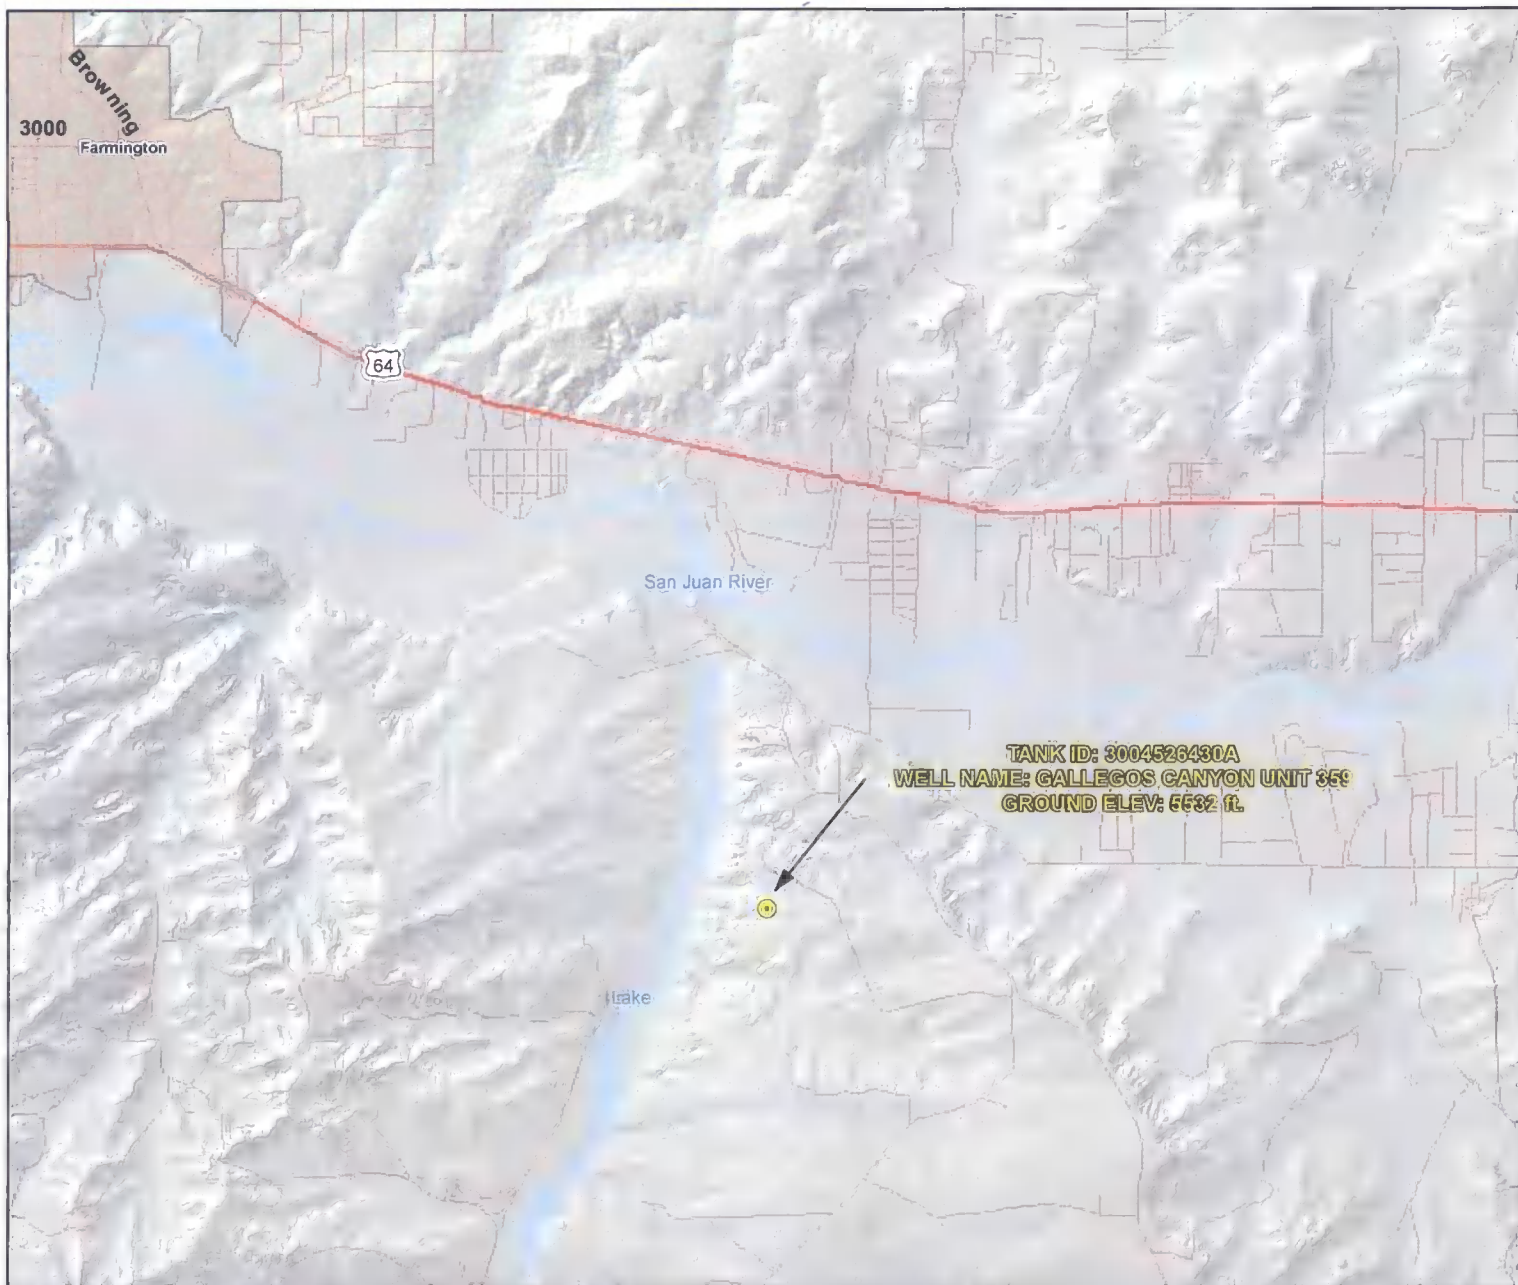 Browning
3000
Farmington
64
San Juan River
TANK ID: 3004526430A
WELL NAME: GALLEGOS CANYON UNIT 359
GROUND ELEV: 5532 ft.
Lake